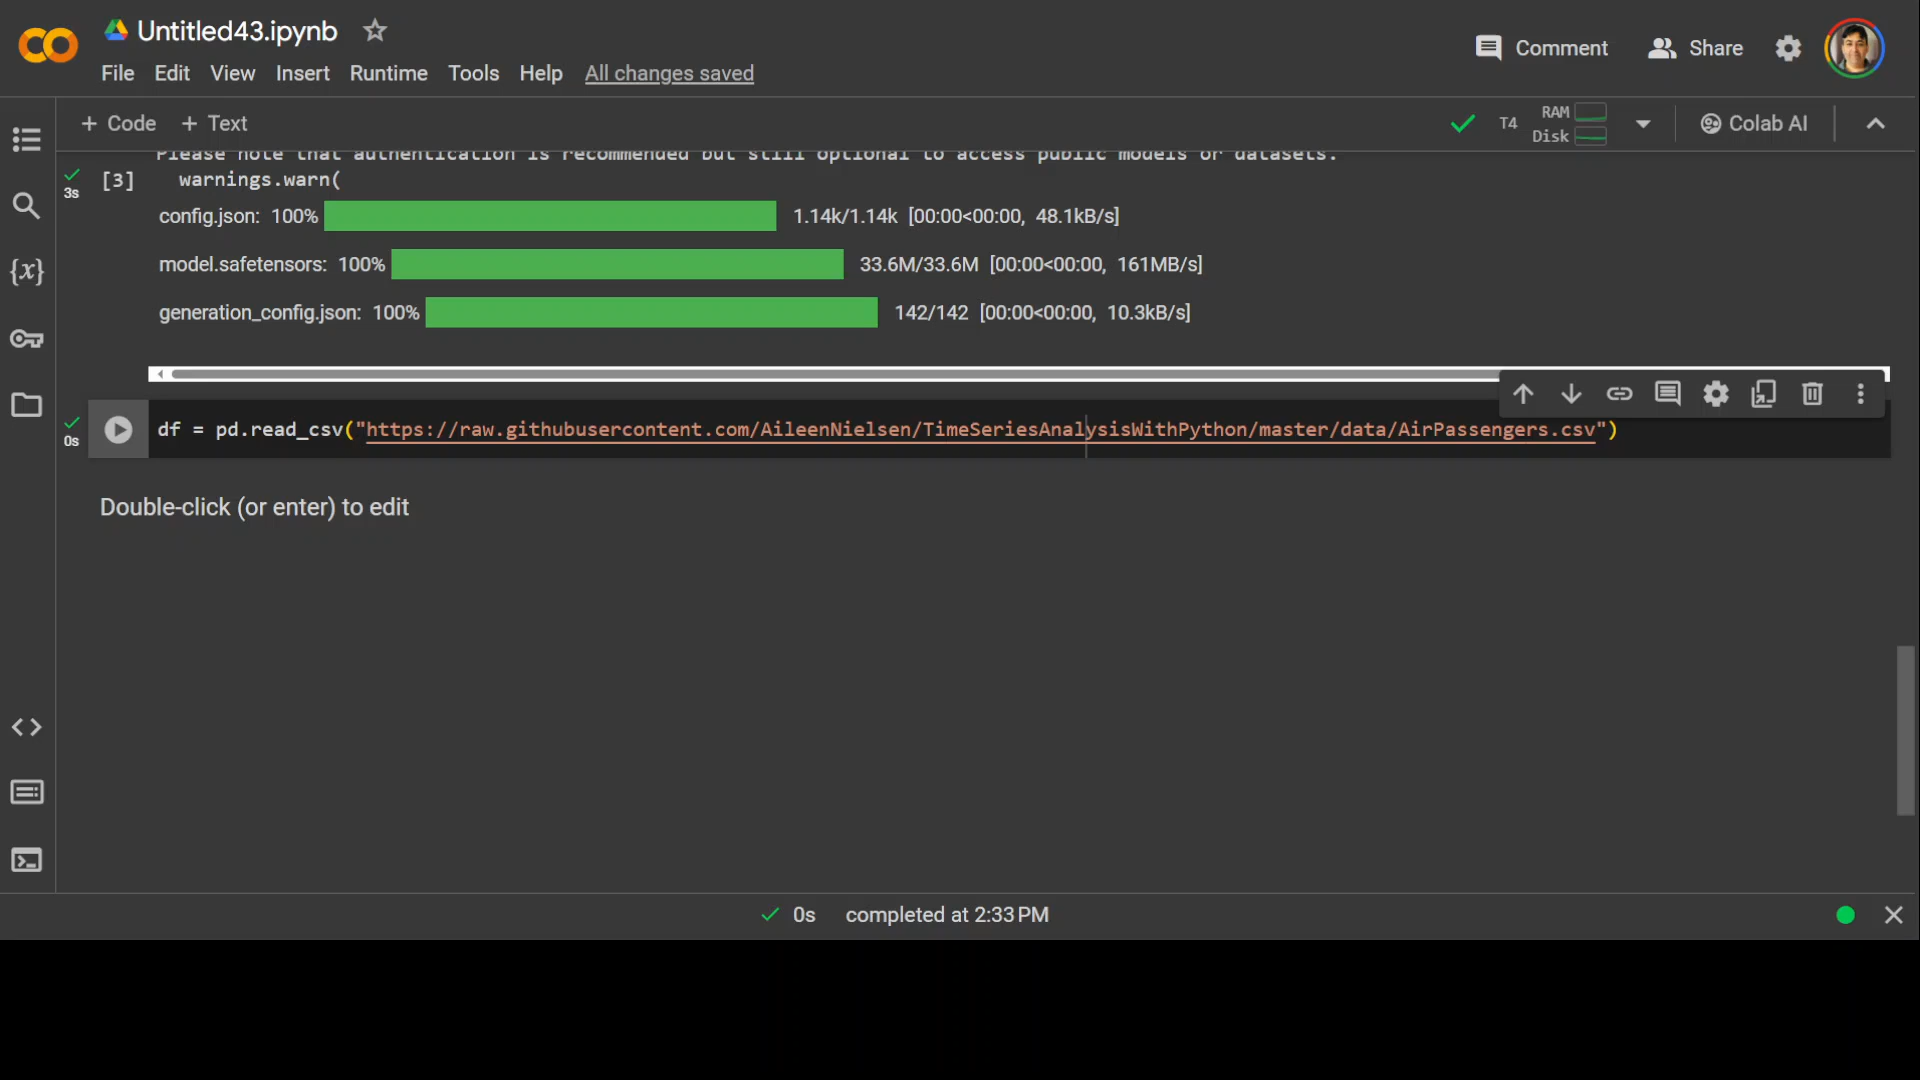 Untitled43.ipynb
File Edit View Insert Runtime Tools Help All changes saved
Comment Share
+ Code + Text
T4 RAM Disk Colab AI
Please note that authentication is recommended but still optional to access public models or datasets.
3s [3] warnings.warn(
config.json: 100% 1.14k/1.14k [00:00<00:00, 48.1kB/s]
model.safetensors: 100% 33.6M/33.6M [00:00<00:00, 161MB/s]
generation_config.json: 100% 142/142 [00:00<00:00, 10.3kB/s]
0s df = pd.read_csv("https://raw.githubusercontent.com/AileenNielsen/TimeSeriesAnalysisWithPython/master/data/AirPassengers.csv")
Double-click (or enter) to edit
{x}
0s completed at 2:33 PM